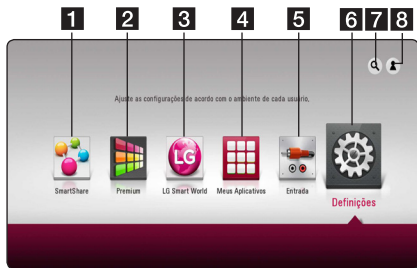 1 2 3 4 5 6 7 8
Ajuste as configurações de acordo com o ambiente de cada usuário.
LG
SmartShare Premium LG Smart World Meus Aplicativos Entrada
Definições